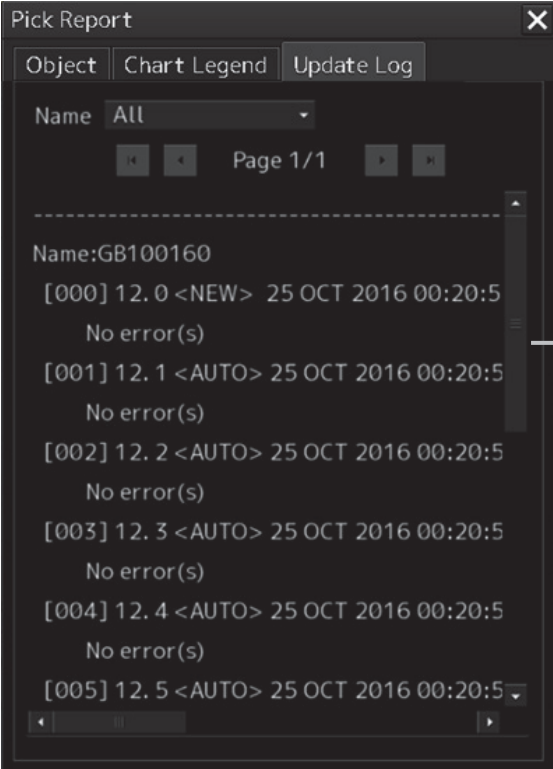 Pick Report
Object Chart Legend Update Log
Name All
Page 1/1
Name:GB100160
[000] 12.0 <NEW> 25 OCT 2016 00:20:5
No error(s)
[001] 12.1 <AUTO> 25 OCT 2016 00:20:5
No error(s)
[002] 12.2 <AUTO> 25 OCT 2016 00:20:5
No error(s)
[003] 12.3 <AUTO> 25 OCT 2016 00:20:5
No error(s)
[004] 12.4 <AUTO> 25 OCT 2016 00:20:5
No error(s)
[005] 12.5 <AUTO> 25 OCT 2016 00:20:5